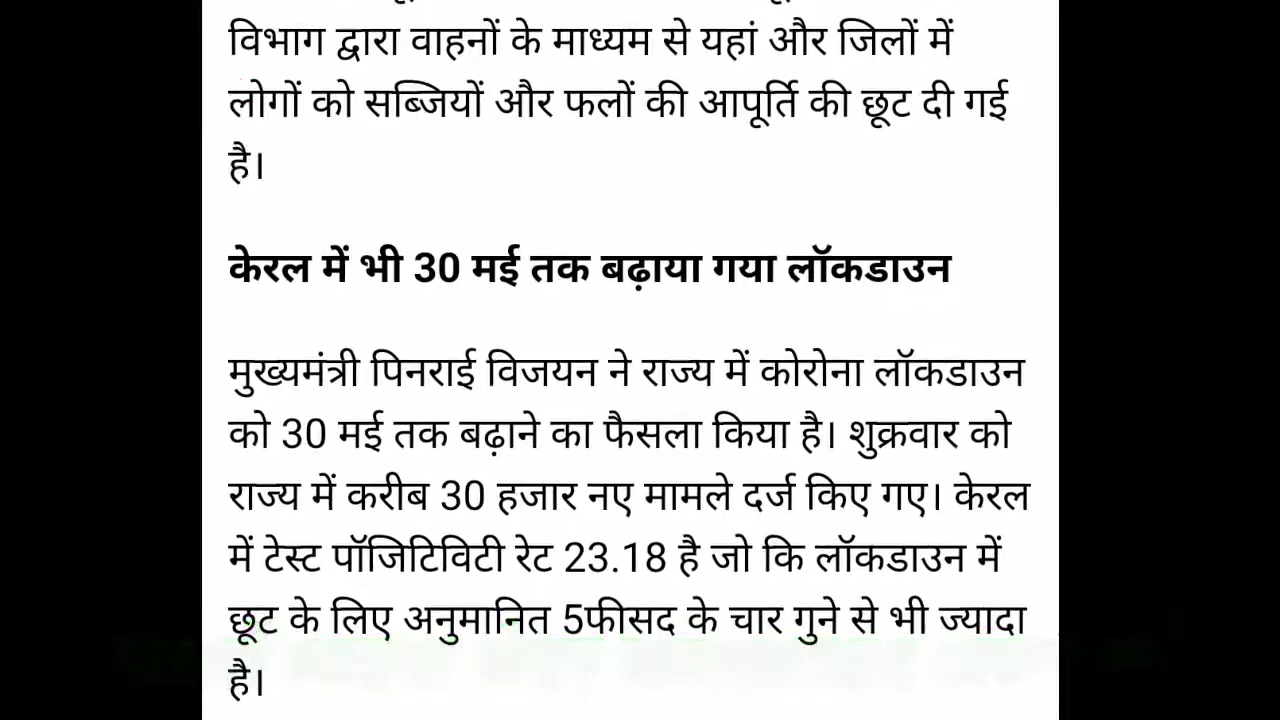 विभाग द्वारा वाहनों के माध्यम से यहां और जिलों में
लोगों को सब्जियों और फलों की आपूर्ति की छूट दी गई
है।
केरल में भी 30 मई तक बढ़ाया गया लॉकडाउन
मुख्यमंत्री पिनराई विजयन ने राज्य में कोरोना लॉकडाउन
को 30 मई तक बढ़ाने का फैसला किया है। शुक्रवार को
राज्य में करीब 30 हजार नए मामले दर्ज किए गए। केरल
में टेस्ट पॉजिटिविटी रेट 23.18 है जो कि लॉकडाउन में
छूट के लिए अनुमानित 5फीसद के चार गुने से भी ज्यादा
है।